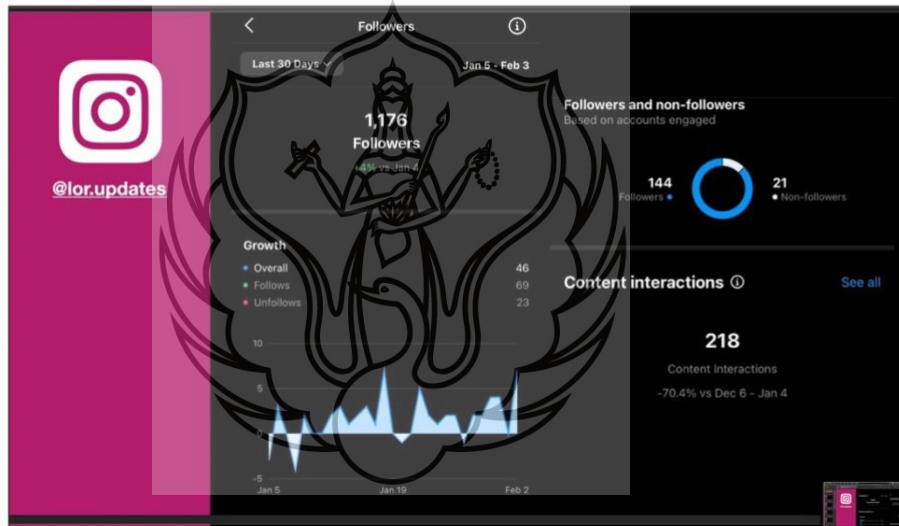 @lor.updates
Followers
Last 30 Days
Jan 5 - Feb 3
1,176
Followers
+4% vs Jan 4
Growth
Overall 46
Follows 69
Unfollows 23
10
5
0
-5
Jan 5 Jan 19 Feb 2
Followers and non-followers
Based on accounts engaged
144
Followers
21
Non-followers
Content interactions
See all
218
Content Interactions
-70.4% vs Dec 6 - Jan 4